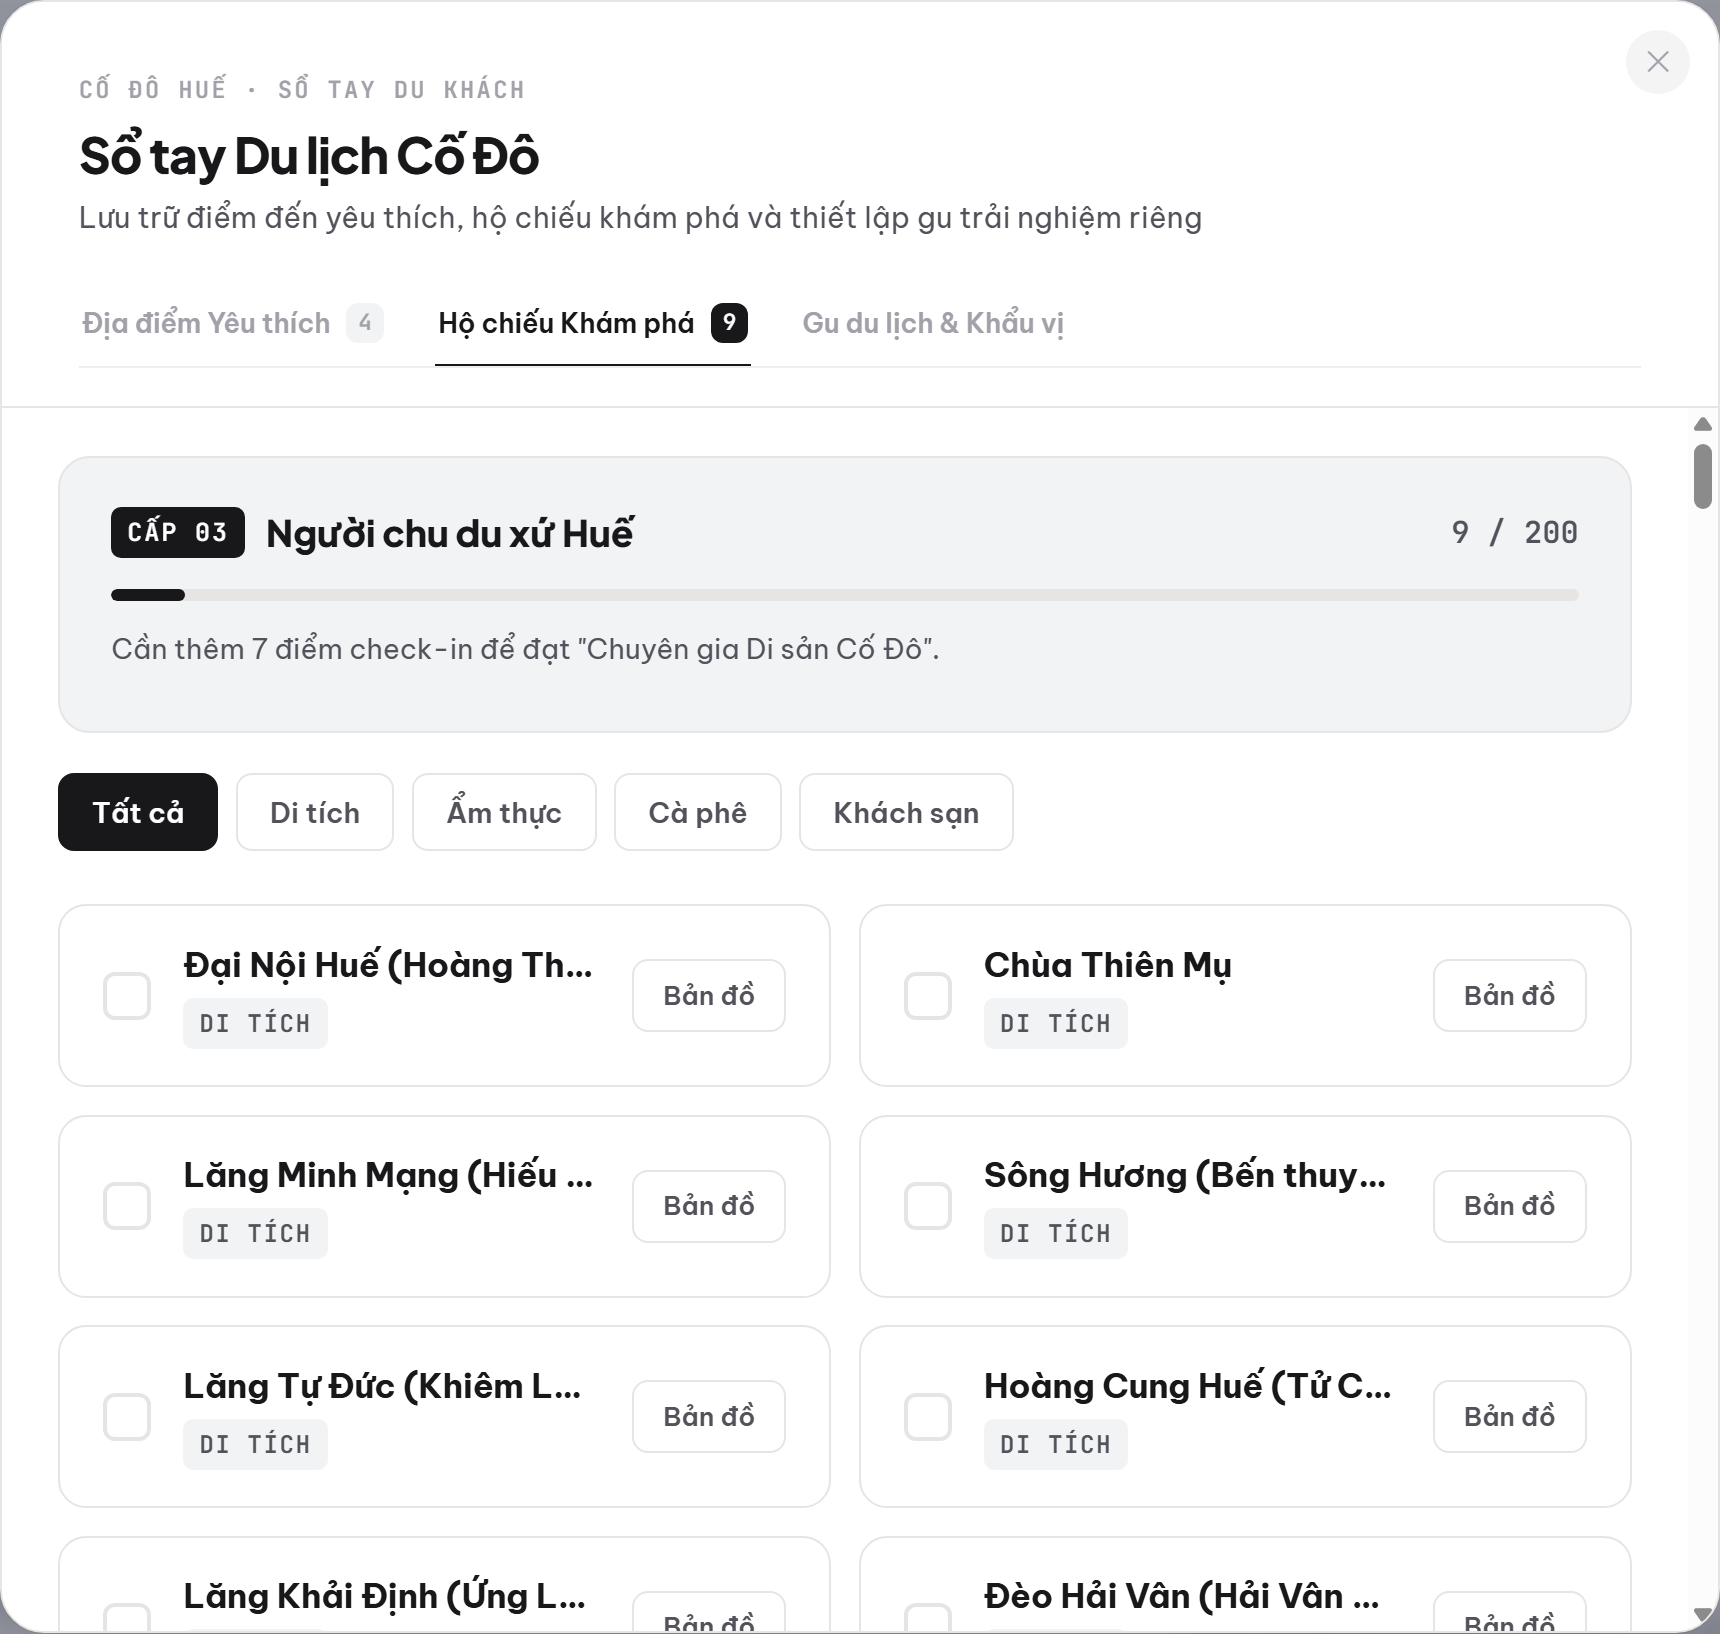 CỐ ĐÔ HUẾ · SỔ TAY DU KHÁCH
Sổ tay Du lịch Cố Đô
Lưu trữ điểm đến yêu thích, hộ chiếu khám phá và thiết lập gu trải nghiệm riêng
Địa điểm Yêu thích 4 Hộ chiếu Khám phá 9 Gu du lịch & Khẩu vị
CẤP 03 Người chu du xứ Huế 9 / 200
Cần thêm 7 điểm check-in để đạt "Chuyên gia Di sản Cố Đô".
Tất cả Di tích Ẩm thực Cà phê Khách sạn
Đại Nội Huế (Hoàng Th...
DI TÍCH
Bản đồ
Chùa Thiên Mụ
DI TÍCH
Bản đồ
Lăng Minh Mạng (Hiếu ...
DI TÍCH
Bản đồ
Sông Hương (Bến thuy...
DI TÍCH
Bản đồ
Lăng Tự Đức (Khiêm L...
DI TÍCH
Bản đồ
Hoàng Cung Huế (Tử C...
DI TÍCH
Bản đồ
Lăng Khải Định (Ứng L...
Bản đồ
Đèo Hải Vân (Hải Vân ...
Bản đồ